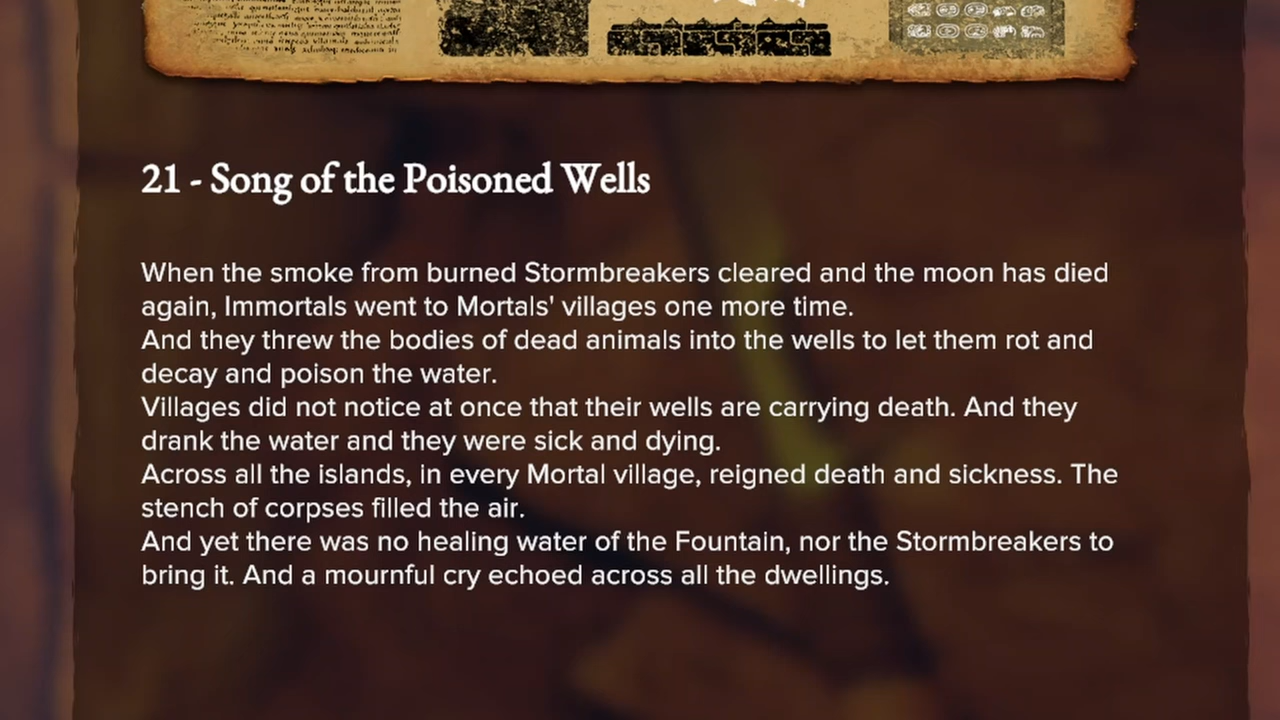 21 - Song of the Poisoned Wells
When the smoke from burned Stormbreakers cleared and the moon has died
again, Immortals went to Mortals' villages one more time.
And they threw the bodies of dead animals into the wells to let them rot and
decay and poison the water.
Villages did not notice at once that their wells are carrying death. And they
drank the water and they were sick and dying.
Across all the islands, in every Mortal village, reigned death and sickness. The
stench of corpses filled the air.
And yet there was no healing water of the Fountain, nor the Stormbreakers to
bring it. And a mournful cry echoed across all the dwellings.